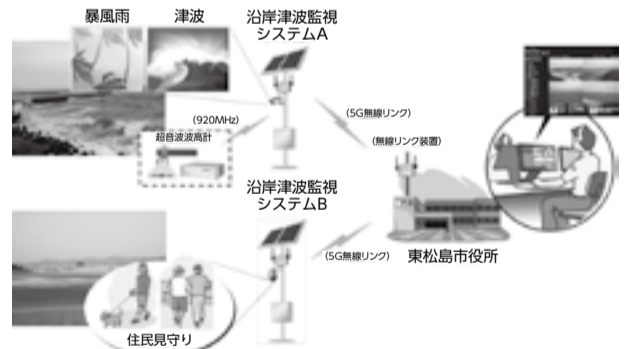 暴風雨
津波
沿岸津波監視
システムA
(920MHz)
超音波波高計
(5G無線リンク)
(無線リンク装置)
沿岸津波監視
システムB
(5G無線リンク)
東松島市役所
住民見守り